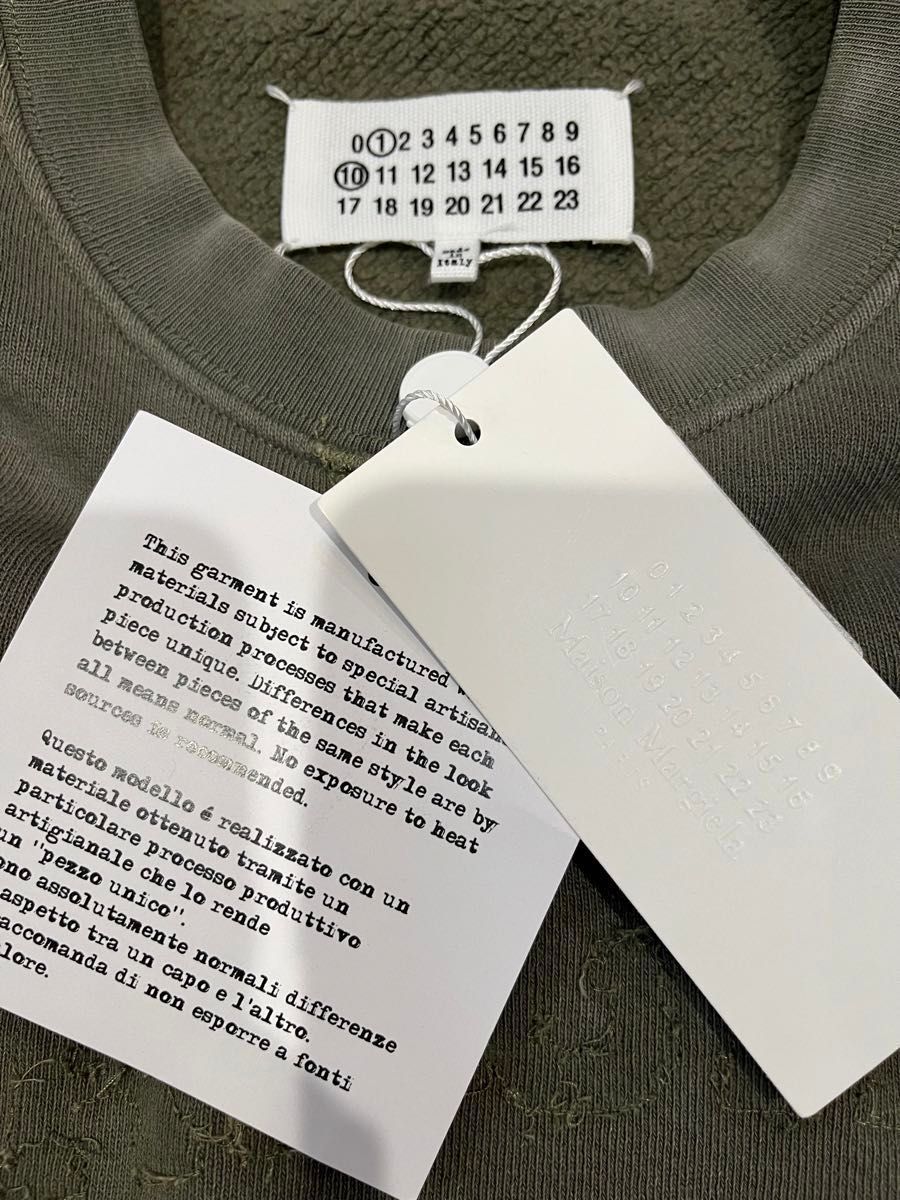 0 1 2 3 4 5 6 7 8 9
10 11 12 13 14 15 16
17 18 19 20 21 22 23
made
in
Italy
0 1 2 3 4 5 6 7 8 9
10 11 12 13 14 15 16
17 18 19 20 21 22 23
Maison Margiela
PARIS
This garment is manufactured
materials subject to special artisan
production processes that make each
piece unique. Differences in the look
between pieces of the same style are by
all means normal. No exposure to heat
sources is recommended.
Questo modello é realizzato con un
materiale ottenuto tramite un
particolare processo produttivo
artigianale che lo rende
un "pezzo unico".
ono assolutamente normali differenze
aspetto tra un capo e l'altro.
accomanda di non esporre a fonti
lore.